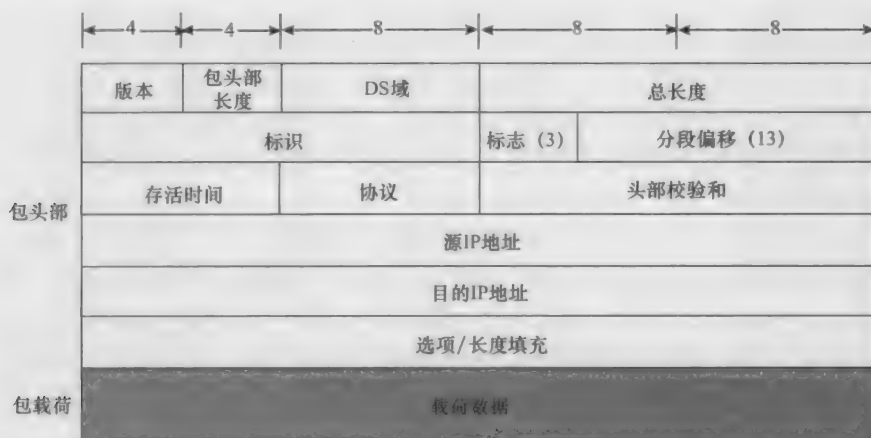 4 4 8 8 8
版本 包头部长度 DS域 总长度
标识 标志 (3) 分段偏移 (13)
存活时间 协议 头部校验和
包头部
源IP地址
目的IP地址
选项/长度填充
包载荷 载荷数据